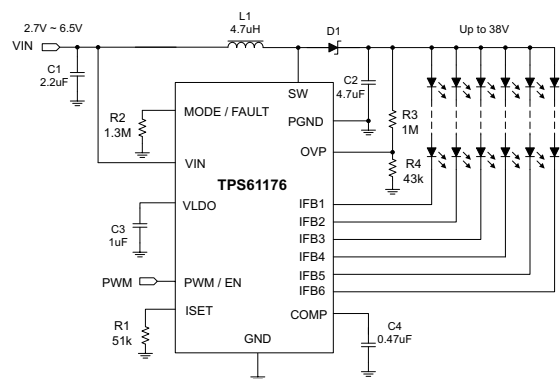 L1
4.7uH
D1
2.7V ~ 6.5V
VIN
Up to 38V
C1
2.2uF
C2
4.7uF
SW
R2
1.3M
MODE / FAULT
PGND
R3
1M
OVP
VIN
R4
43k
TPS61176
VLDO
IFB1
IFB2
C3
1uF
IFB3
IFB4
IFB5
PWM
PWM / EN
IFB6
ISET
COMP
R1
51k
C4
0.47uF
GND